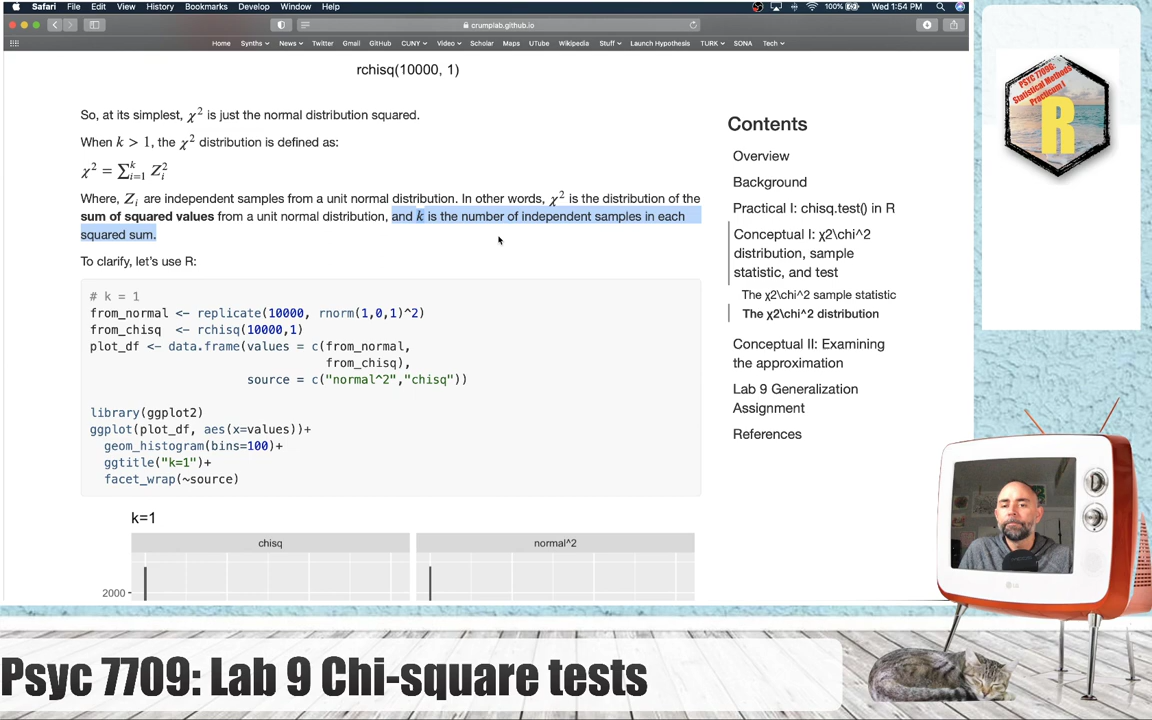 Safari File Edit View History Bookmarks Develop Window Help 100% Wed 1:54 PM
crumplab.github.io
Home Synths News Twitter Gmail GitHub CUNY Video Scholar Maps UTube Wikipedia Stuff Launch Hypothesis TURK SONA Tech
rchisq(10000, 1)
So, at its simplest, χ² is just the normal distribution squared.
When k > 1, the χ² distribution is defined as:
χ² = ∑ᵏᵢ₌₁ Zᵢ²
Where, Zᵢ are independent samples from a unit normal distribution. In other words, χ² is the distribution of the
sum of squared values from a unit normal distribution, and k is the number of independent samples in each
squared sum.
To clarify, let's use R:
# k = 1
from_normal <- replicate(10000, rnorm(1,0,1)^2)
from_chisq <- rchisq(10000,1)
plot_df <- data.frame(values = c(from_normal,
from_chisq),
source = c("normal^2","chisq"))
library(ggplot2)
ggplot(plot_df, aes(x=values))+
geom_histogram(bins=100)+
ggtitle("k=1")+
facet_wrap(~source)
k=1
chisq normal^2
2000
Contents
Overview
Background
Practical I: chisq.test() in R
Conceptual I: χ2\chi^2
distribution, sample
statistic, and test
The χ2\chi^2 sample statistic
The χ2\chi^2 distribution
Conceptual II: Examining
the approximation
Lab 9 Generalization
Assignment
References
PSYC 7709G:
Statistical Methods
Practicum I
R
LG
Psyc 7709: Lab 9 Chi-square tests